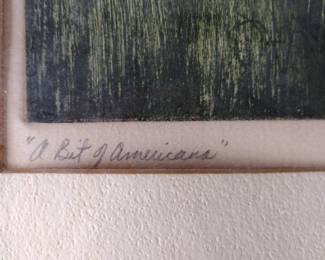 "A Bit of Americana"